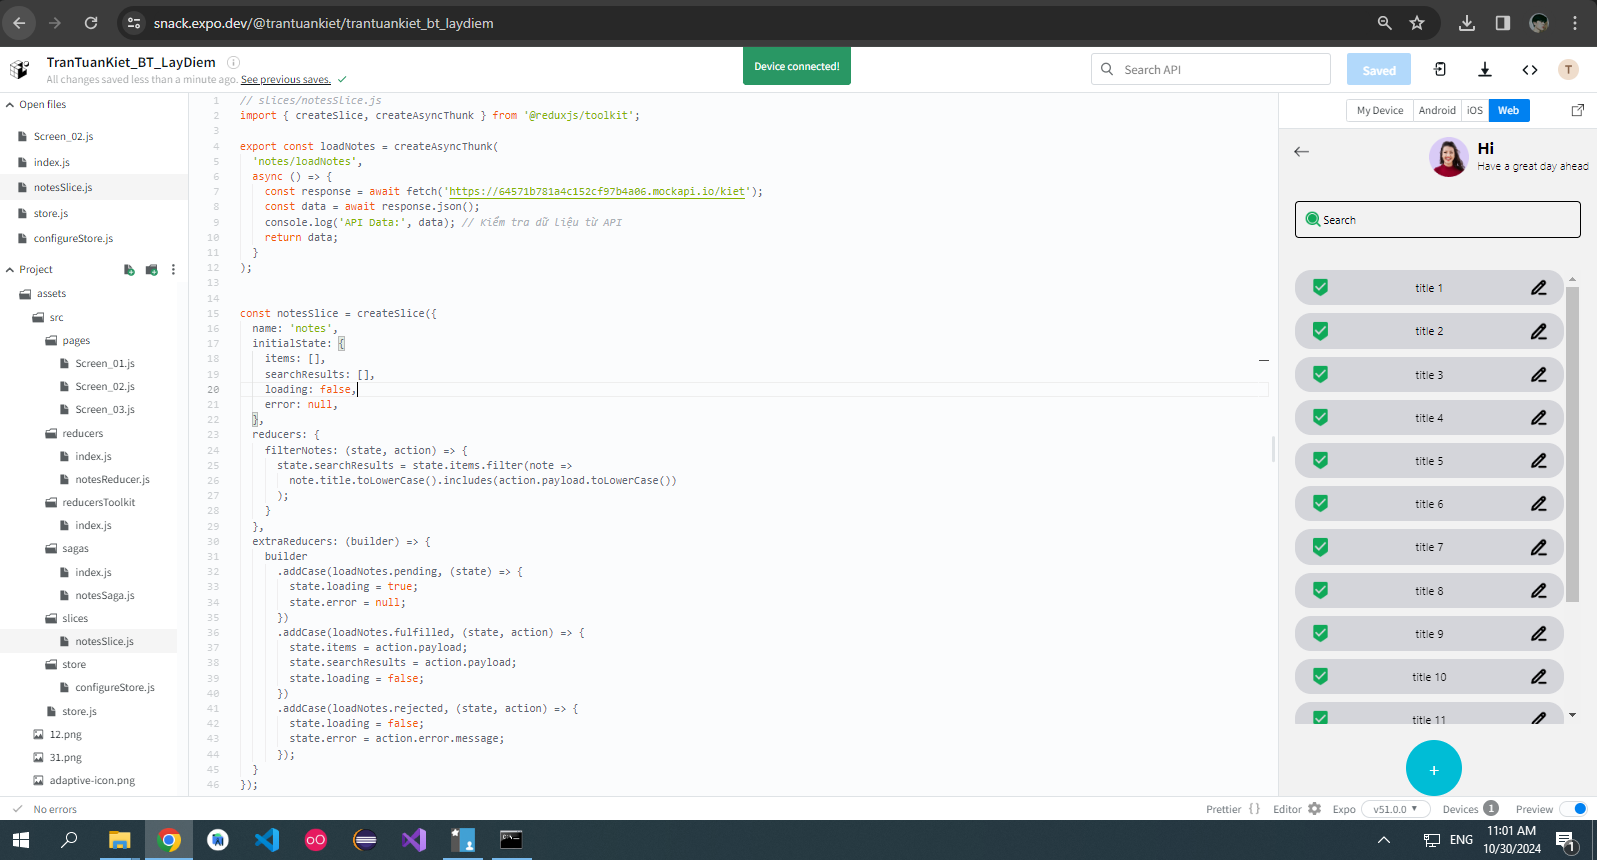 snack.expo.dev/@trantuankiet/trantuankiet_bt_laydiem
TranTuanKiet_BT_LayDiem
All changes saved less than a minute ago. See previous saves.
Device connected!
Search API
Saved
T
Open files
Screen_02.js
index.js
notesSlice.js
store.js
configureStore.js
Project
assets
src
pages
Screen_01.js
Screen_02.js
Screen_03.js
reducers
index.js
notesReducer.js
reducersToolkit
index.js
sagas
index.js
notesSaga.js
slices
notesSlice.js
store
configureStore.js
store.js
12.png
31.png
adaptive-icon.png
1 // slices/notesSlice.js
2 import { createSlice, createAsyncThunk } from '@reduxjs/toolkit';
3
4 export const loadNotes = createAsyncThunk(
5 'notes/loadNotes',
6 async () => {
7 const response = await fetch('https://64571b781a4c152cf97b4a06.mockapi.io/kiet');
8 const data = await response.json();
9 console.log('API Data:', data); // Kiểm tra dữ liệu từ API
10 return data;
11 }
12 );
13
14
15 const notesSlice = createSlice({
16 name: 'notes',
17 initialState: {
18 items: [],
19 searchResults: [],
20 loading: false,
21 error: null,
22 },
23 reducers: {
24 filterNotes: (state, action) => {
25 state.searchResults = state.items.filter(note =>
26 note.title.toLowerCase().includes(action.payload.toLowerCase())
27 );
28 }
29 },
30 extraReducers: (builder) => {
31 builder
32 .addCase(loadNotes.pending, (state) => {
33 state.loading = true;
34 state.error = null;
35 })
36 .addCase(loadNotes.fulfilled, (state, action) => {
37 state.items = action.payload;
38 state.searchResults = action.payload;
39 state.loading = false;
40 })
41 .addCase(loadNotes.rejected, (state, action) => {
42 state.loading = false;
43 state.error = action.error.message;
44 });
45 }
46 });
My Device Android iOS Web
Hi
Have a great day ahead
Search
title 1
title 2
title 3
title 4
title 5
title 6
title 7
title 8
title 9
title 10
title 11
+
No errors
Prettier { } Editor Expo v51.0.0 Devices 1 Preview
ENG
11:01 AM
10/30/2024
1